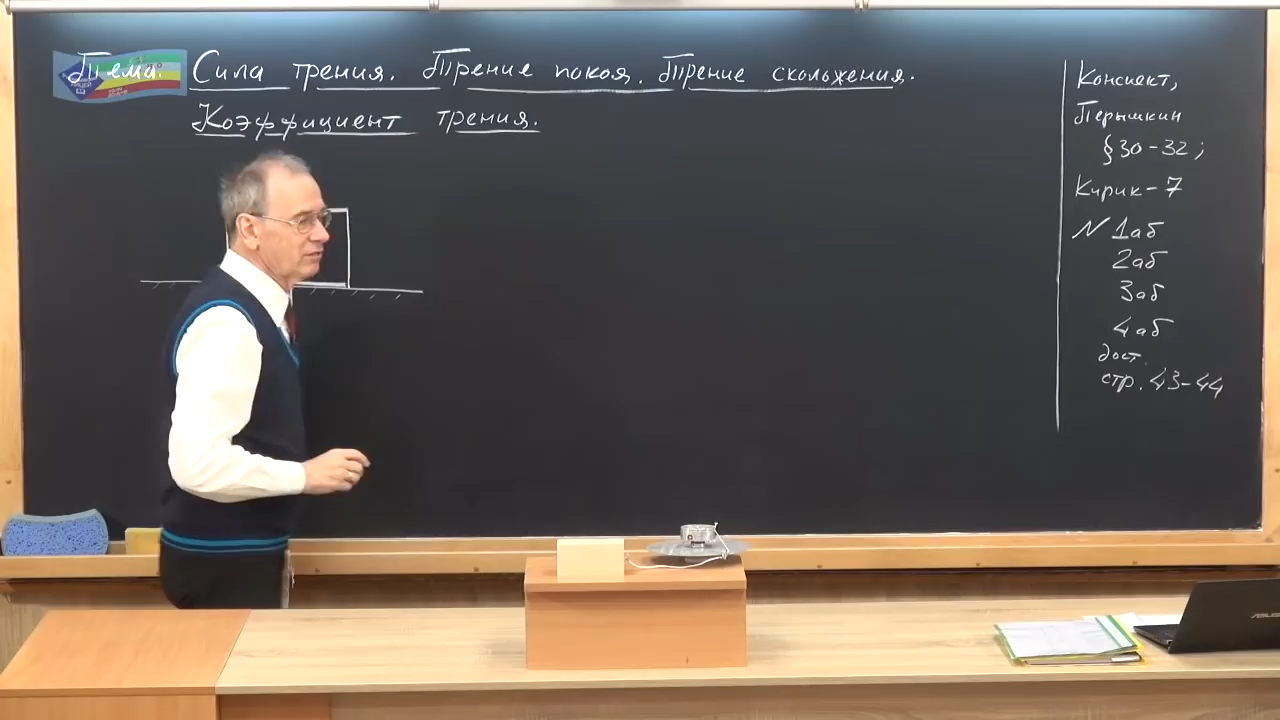 Тема. Сила трения. Трение покоя. Трение скольжения.
Коэффициент трения.
Конспект,
Перышкин
§30-32;
Кирик-7
N 1аб
2аб
3аб
4аб
дост.
стр. 43-44
ASUS